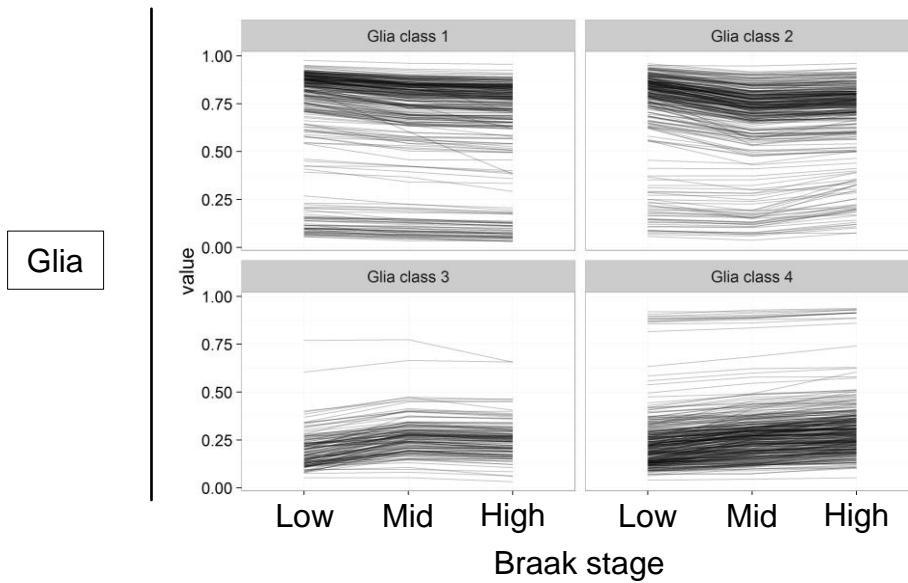 Glia class 1
Glia class 2
1.00
0.75
0.50
0.25
0.00
Glia
value
Glia class 3
Glia class 4
1.00
0.75
0.50
0.25
0.00
Low Mid High
Low Mid High
Braak stage